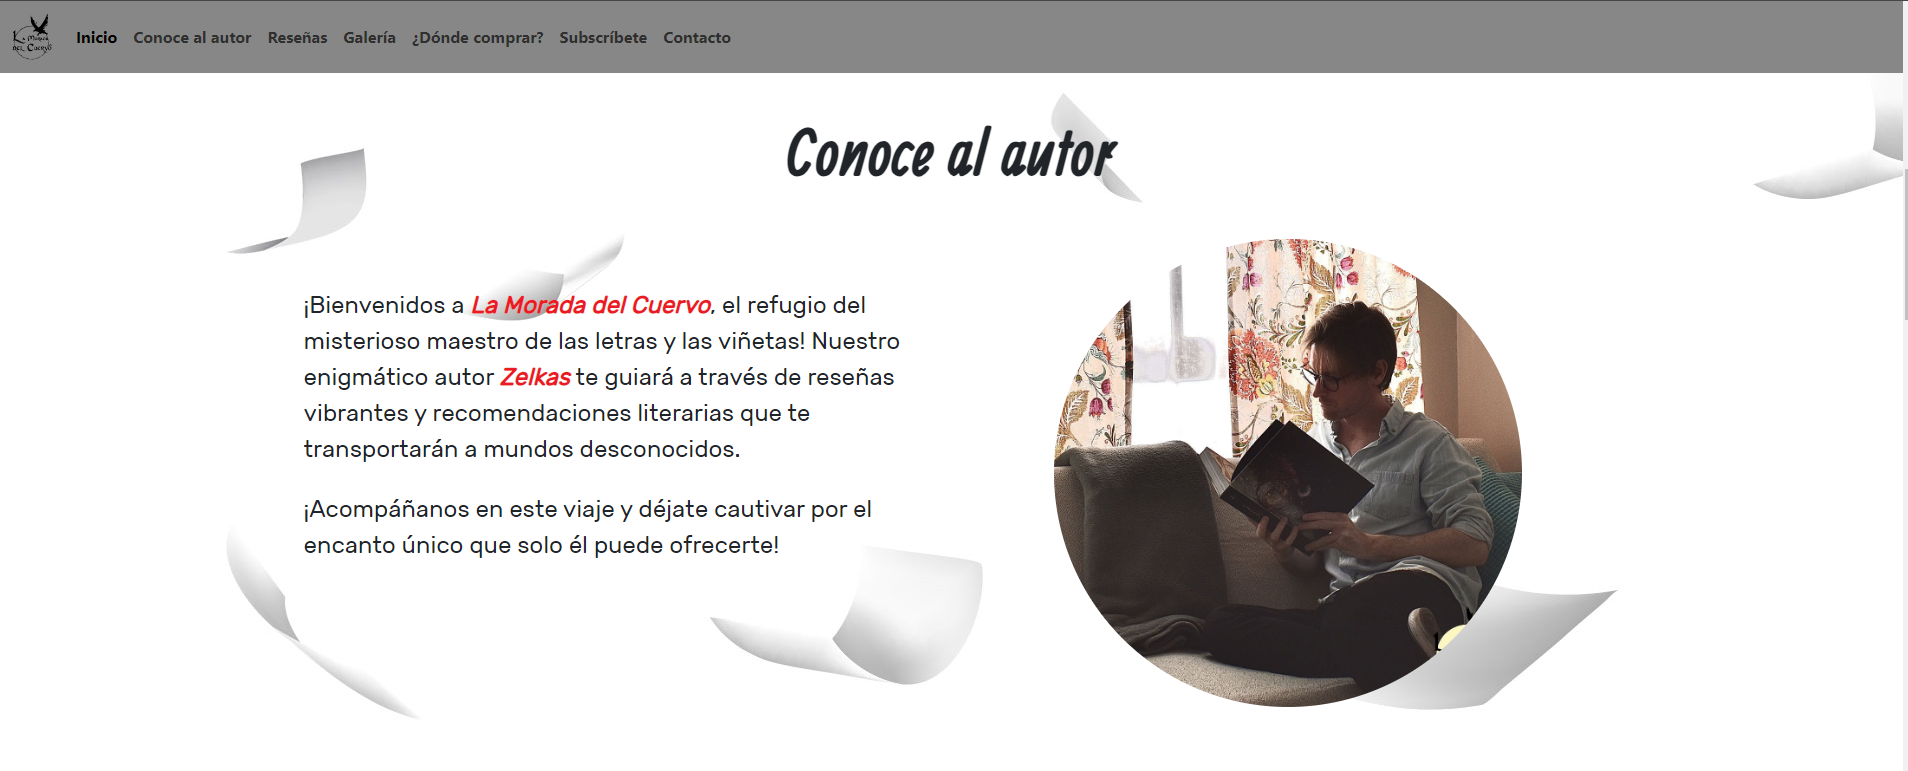 La Morada
del Cuervo
Inicio Conoce al autor Reseñas Galería ¿Dónde comprar? Subscríbete Contacto
Conoce al autor
¡Bienvenidos a La Morada del Cuervo, el refugio del
misterioso maestro de las letras y las viñetas! Nuestro
enigmático autor Zelkas te guiará a través de reseñas
vibrantes y recomendaciones literarias que te
transportarán a mundos desconocidos.
¡Acompáñanos en este viaje y déjate cautivar por el
encanto único que solo él puede ofrecerte!